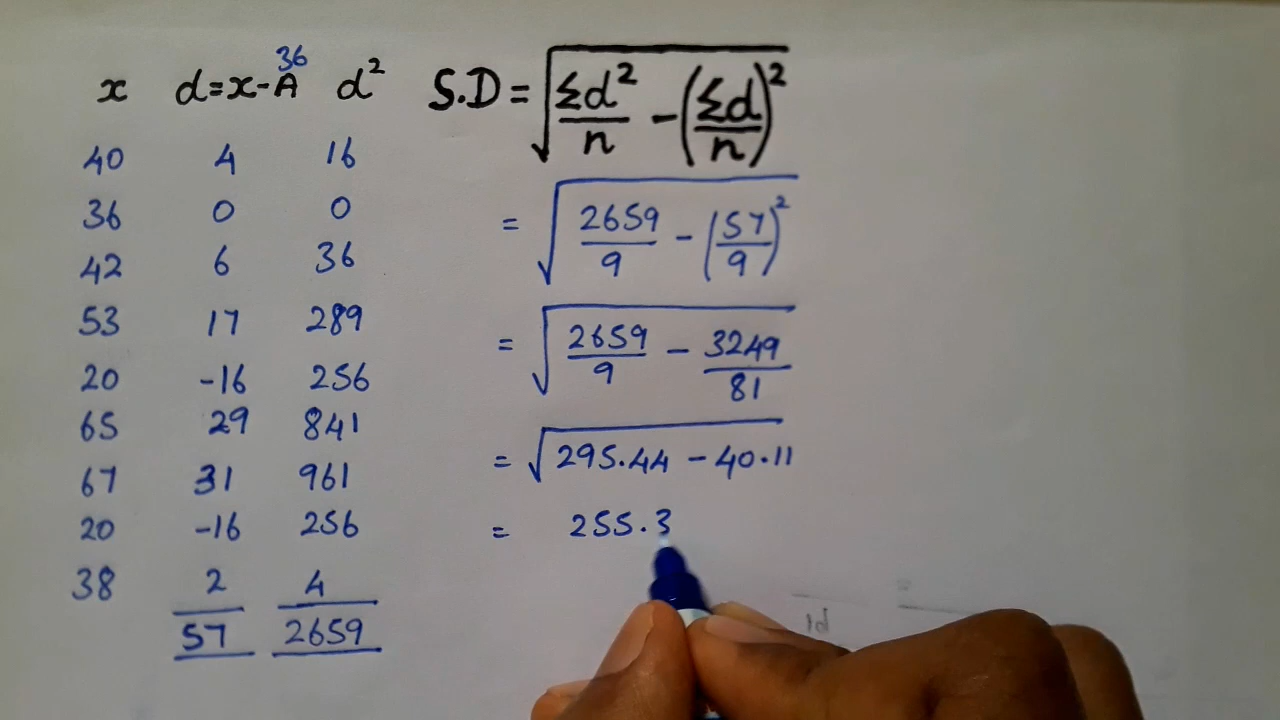 x d=x-A 36 d² S.D = √(Σd²/n - (Σd/n)²)
40 4 16
36 0 0
= √(2659/9 - (57/9)²)
42 6 36
53 17 289
= √(2659/9 - 3249/81)
20 -16 256
65 29 841
= √(295.44 - 40.11)
67 31 961
20 -16 256
= 255.3
38 2 4
57 2659